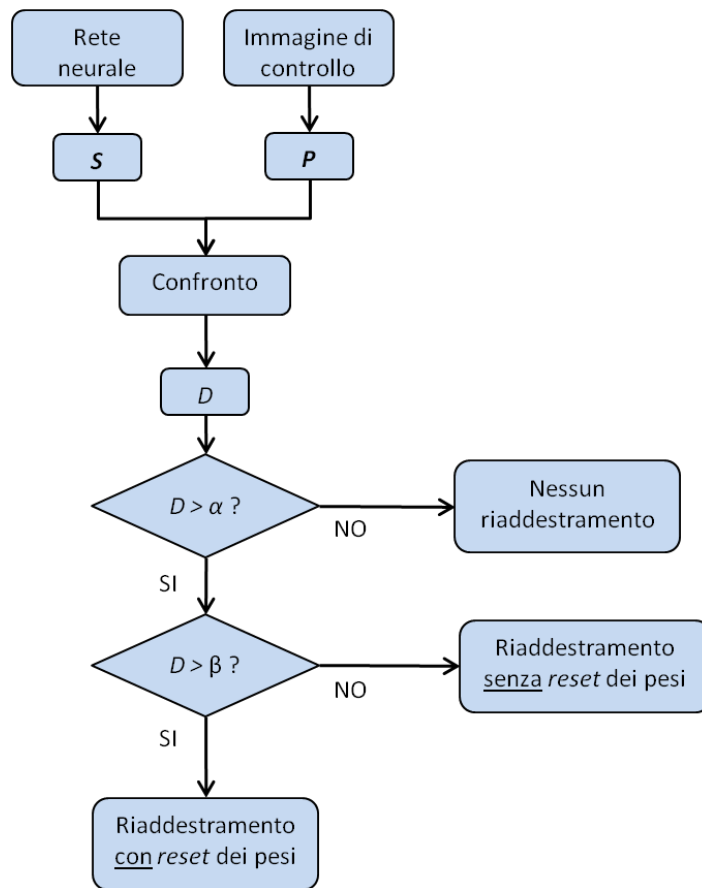 Rete
neurale
Immagine di
controllo
S
P
Confronto
D
D > α ?
NO
Nessun
riaddestramento
SI
D > β ?
NO
Riaddestramento
senza reset dei pesi
SI
Riaddestramento
con reset dei pesi